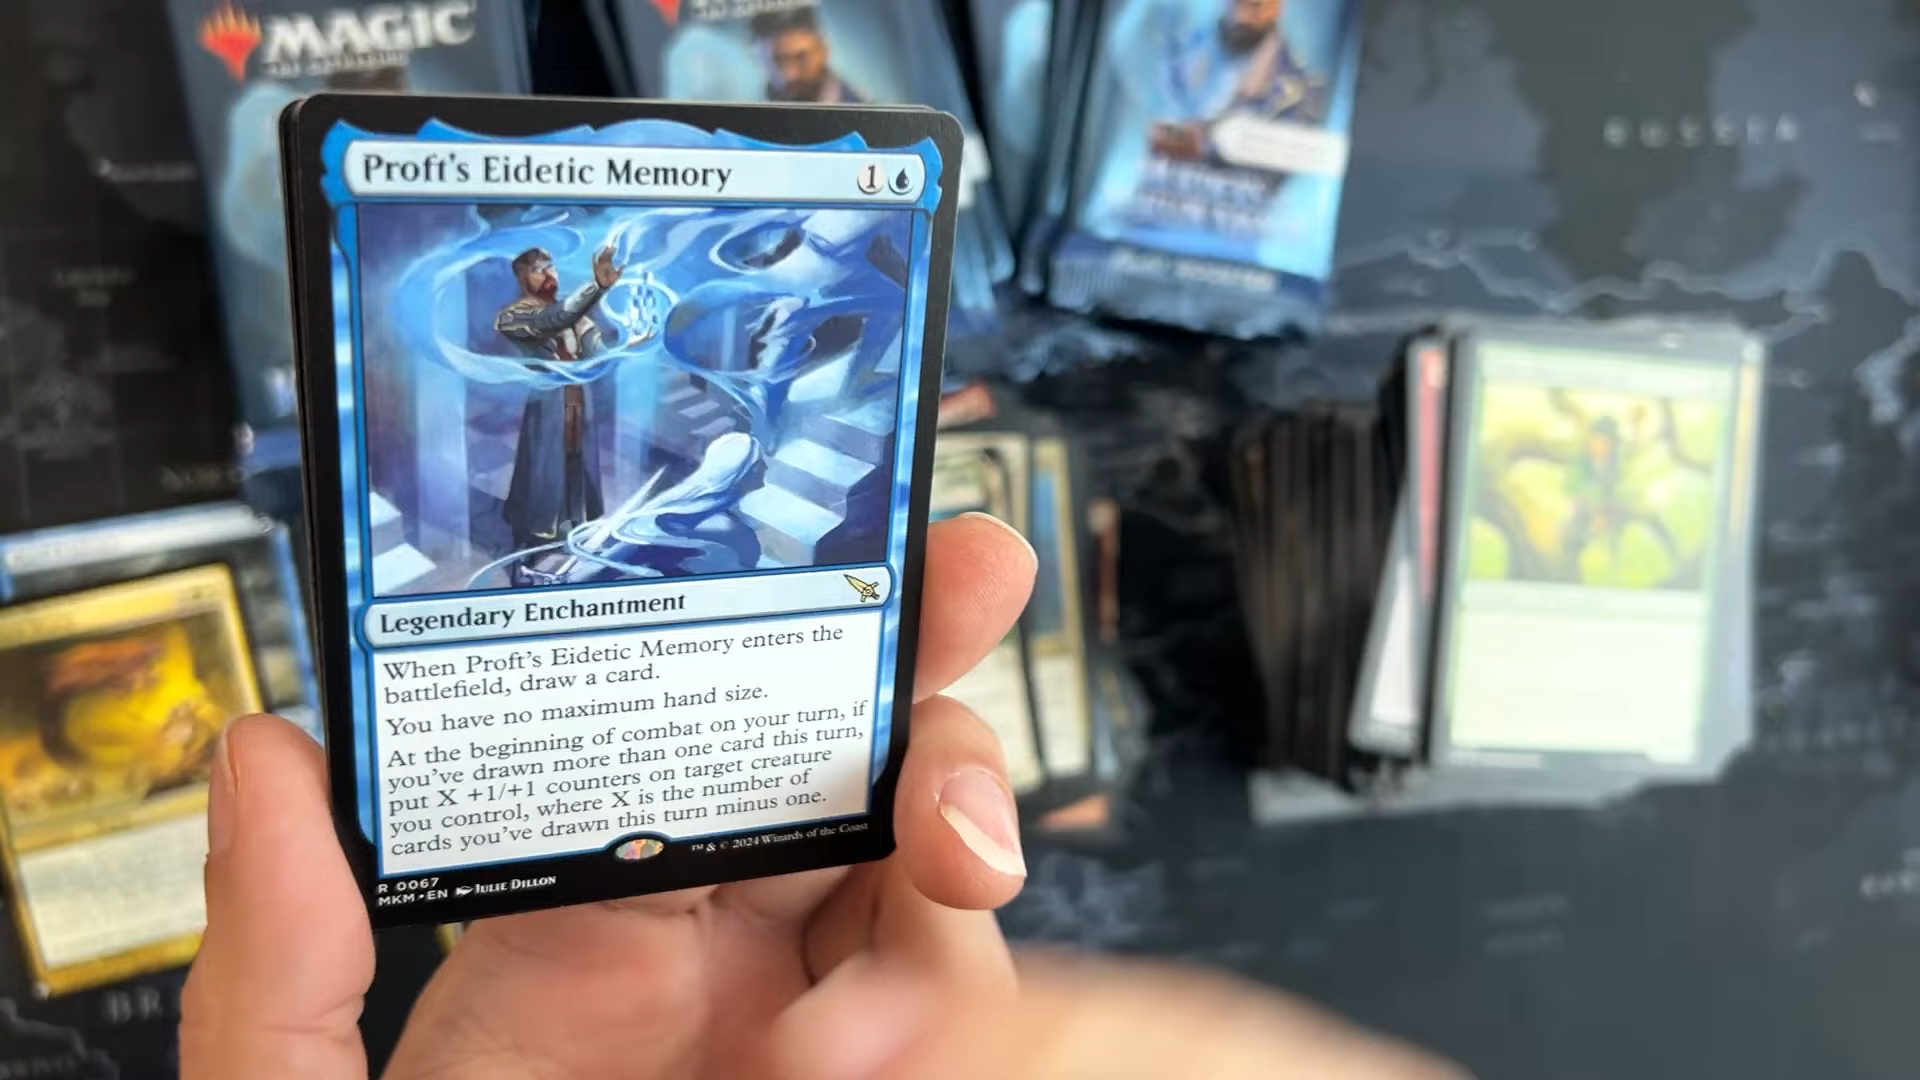 MAGIC
Proft's Eidetic Memory
1
RUSSIA
Legendary Enchantment
When Proft's Eidetic Memory enters the
battlefield, draw a card.
You have no maximum hand size.
At the beginning of combat on your turn, if
you've drawn more than one card this turn,
put X +1/+1 counters on target creature
you control, where X is the number of
cards you've drawn this turn minus one.
™ & © 2024 Wizards of the Coast
R 0067
MKM • EN JULIE DILLON
BR